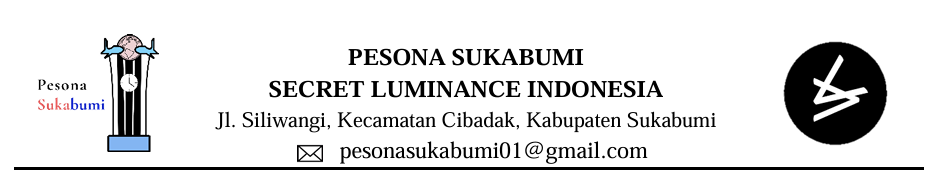 PESONA SUKABUMI
SECRET LUMINANCE INDONESIA
Jl. Siliwangi, Kecamatan Cibadak, Kabupaten Sukabumi
pesonasukabumi01@gmail.com
Pesona
Sukabumi